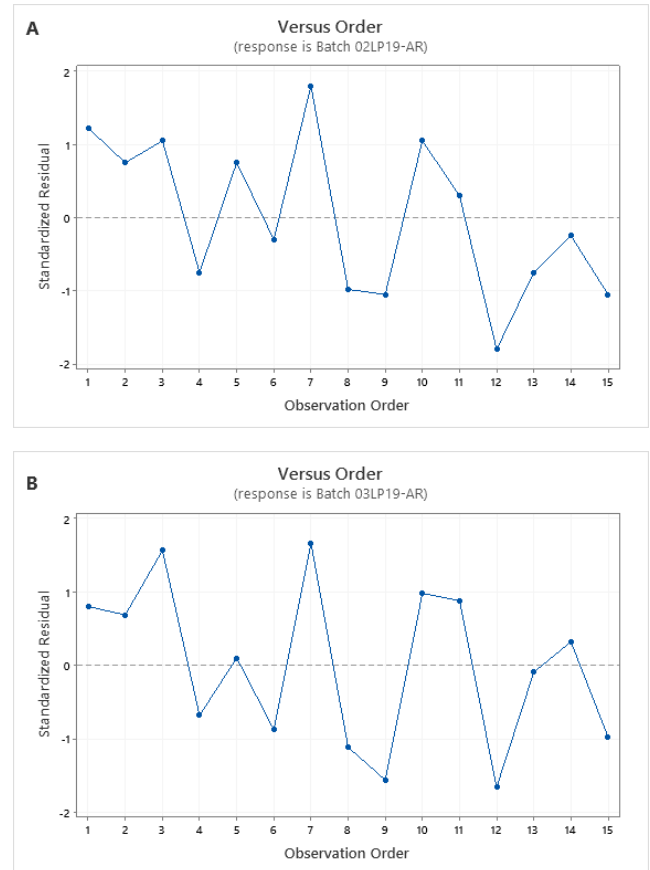 A
Versus Order
(response is Batch 02LP19-AR)
2
1
0
-1
-2
Standardized Residual
1 2 3 4 5 6 7 8 9 10 11 12 13 14 15
Observation Order
B
Versus Order
(response is Batch 03LP19-AR)
2
1
0
-1
-2
Standardized Residual
1 2 3 4 5 6 7 8 9 10 11 12 13 14 15
Observation Order